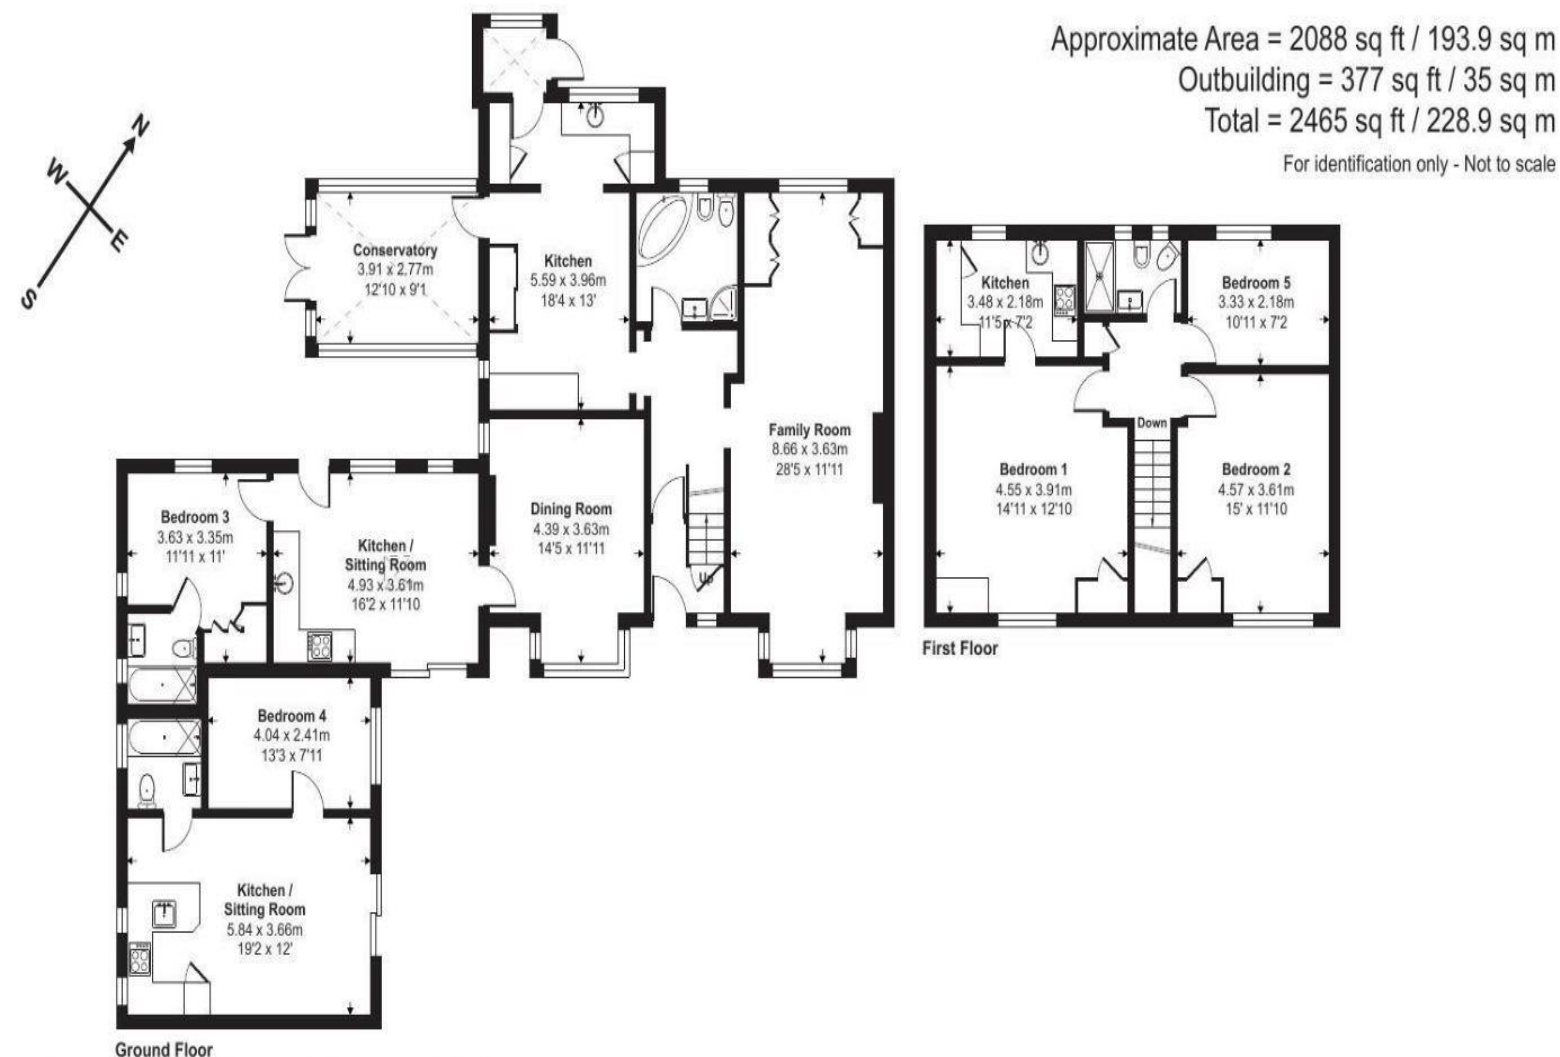 Approximate Area = 2088 sq ft / 193.9 sq m
Outbuilding = 377 sq ft / 35 sq m
Total = 2465 sq ft / 228.9 sq m
For identification only - Not to scale
N
W
E
S
Conservatory
3.91 x 2.77m
12'10 x 9'1
Kitchen
5.59 x 3.96m
18'4 x 13'
Family Room
8.66 x 3.63m
28'5 x 11'11
Dining Room
4.39 x 3.63m
14'5 x 11'11
Up
Bedroom 3
3.63 x 3.35m
11'11 x 11'
Kitchen /
Sitting Room
4.93 x 3.61m
16'2 x 11'10
Bedroom 4
4.04 x 2.41m
13'3 x 7'11
Kitchen /
Sitting Room
5.84 x 3.66m
19'2 x 12'
Ground Floor
Kitchen
3.48 x 2.18m
11'5 x 7'2
Bedroom 5
3.33 x 2.18m
10'11 x 7'2
Down
Bedroom 1
4.55 x 3.91m
14'11 x 12'10
Bedroom 2
4.57 x 3.61m
15' x 11'10
First Floor